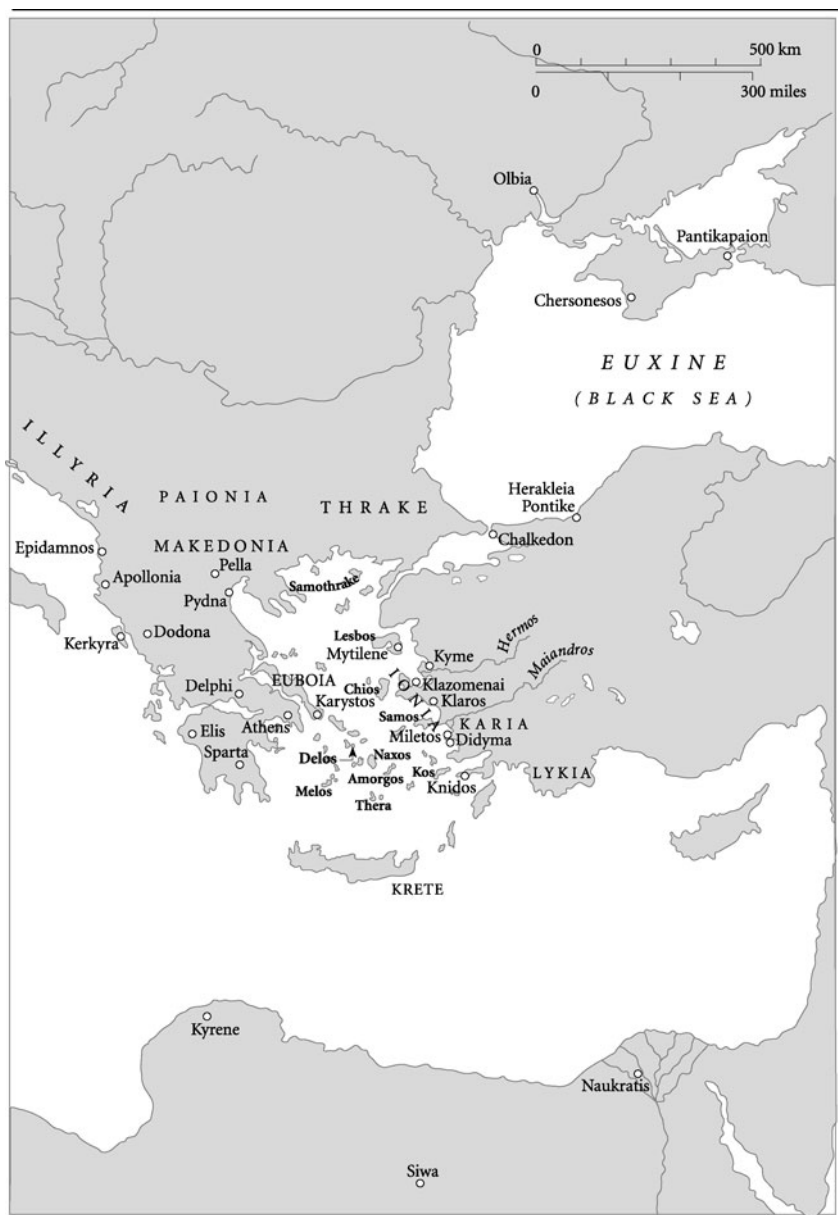 0 500 km
0 300 miles
Olbia
Pantikapaion
Chersonesos
EUXINE
(BLACK SEA)
ILLYRIA
PAIONIA
THRAKE
Herakleia
Pontike
Chalkedon
Epidamnos
MAKEDONIA
Pella
Apollonia
Samothrake
Pydna
Kerkyra
Dodona
Lesbos
Mytilene
Kyme
Hermos
Maiandros
Delphi
EUBOIA
Chios
IONIA
Klazomenai
Karystos
Klaros
Samos
KARIA
Elis
Athens
Miletos
Didyma
Sparta
Delos
Naxos
Kos
LYKIA
Amorgos
Knidos
Melos
Thera
KRETE
Kyrene
Naukratis
Siwa